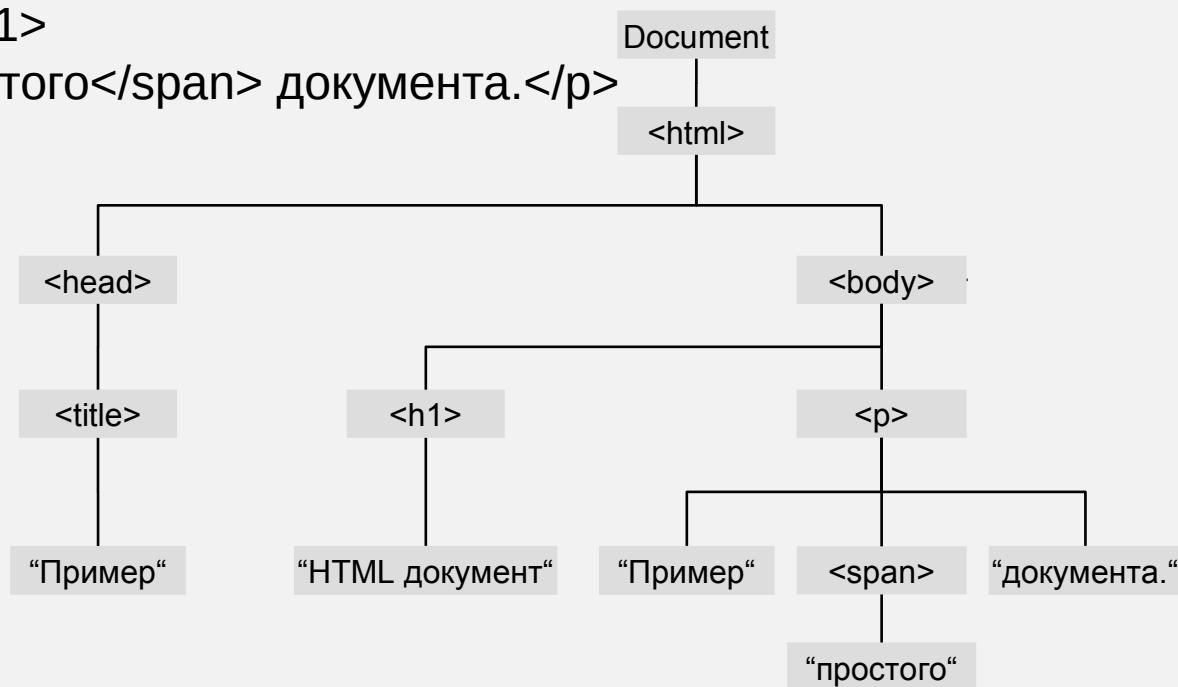 1>
того</span> документа.</p>
Document
<html>
<head>
<body>
<title>
<h1>
<p>
“Пример“
“HTML документ“
“Пример“
<span>
“документа.“
“простого“